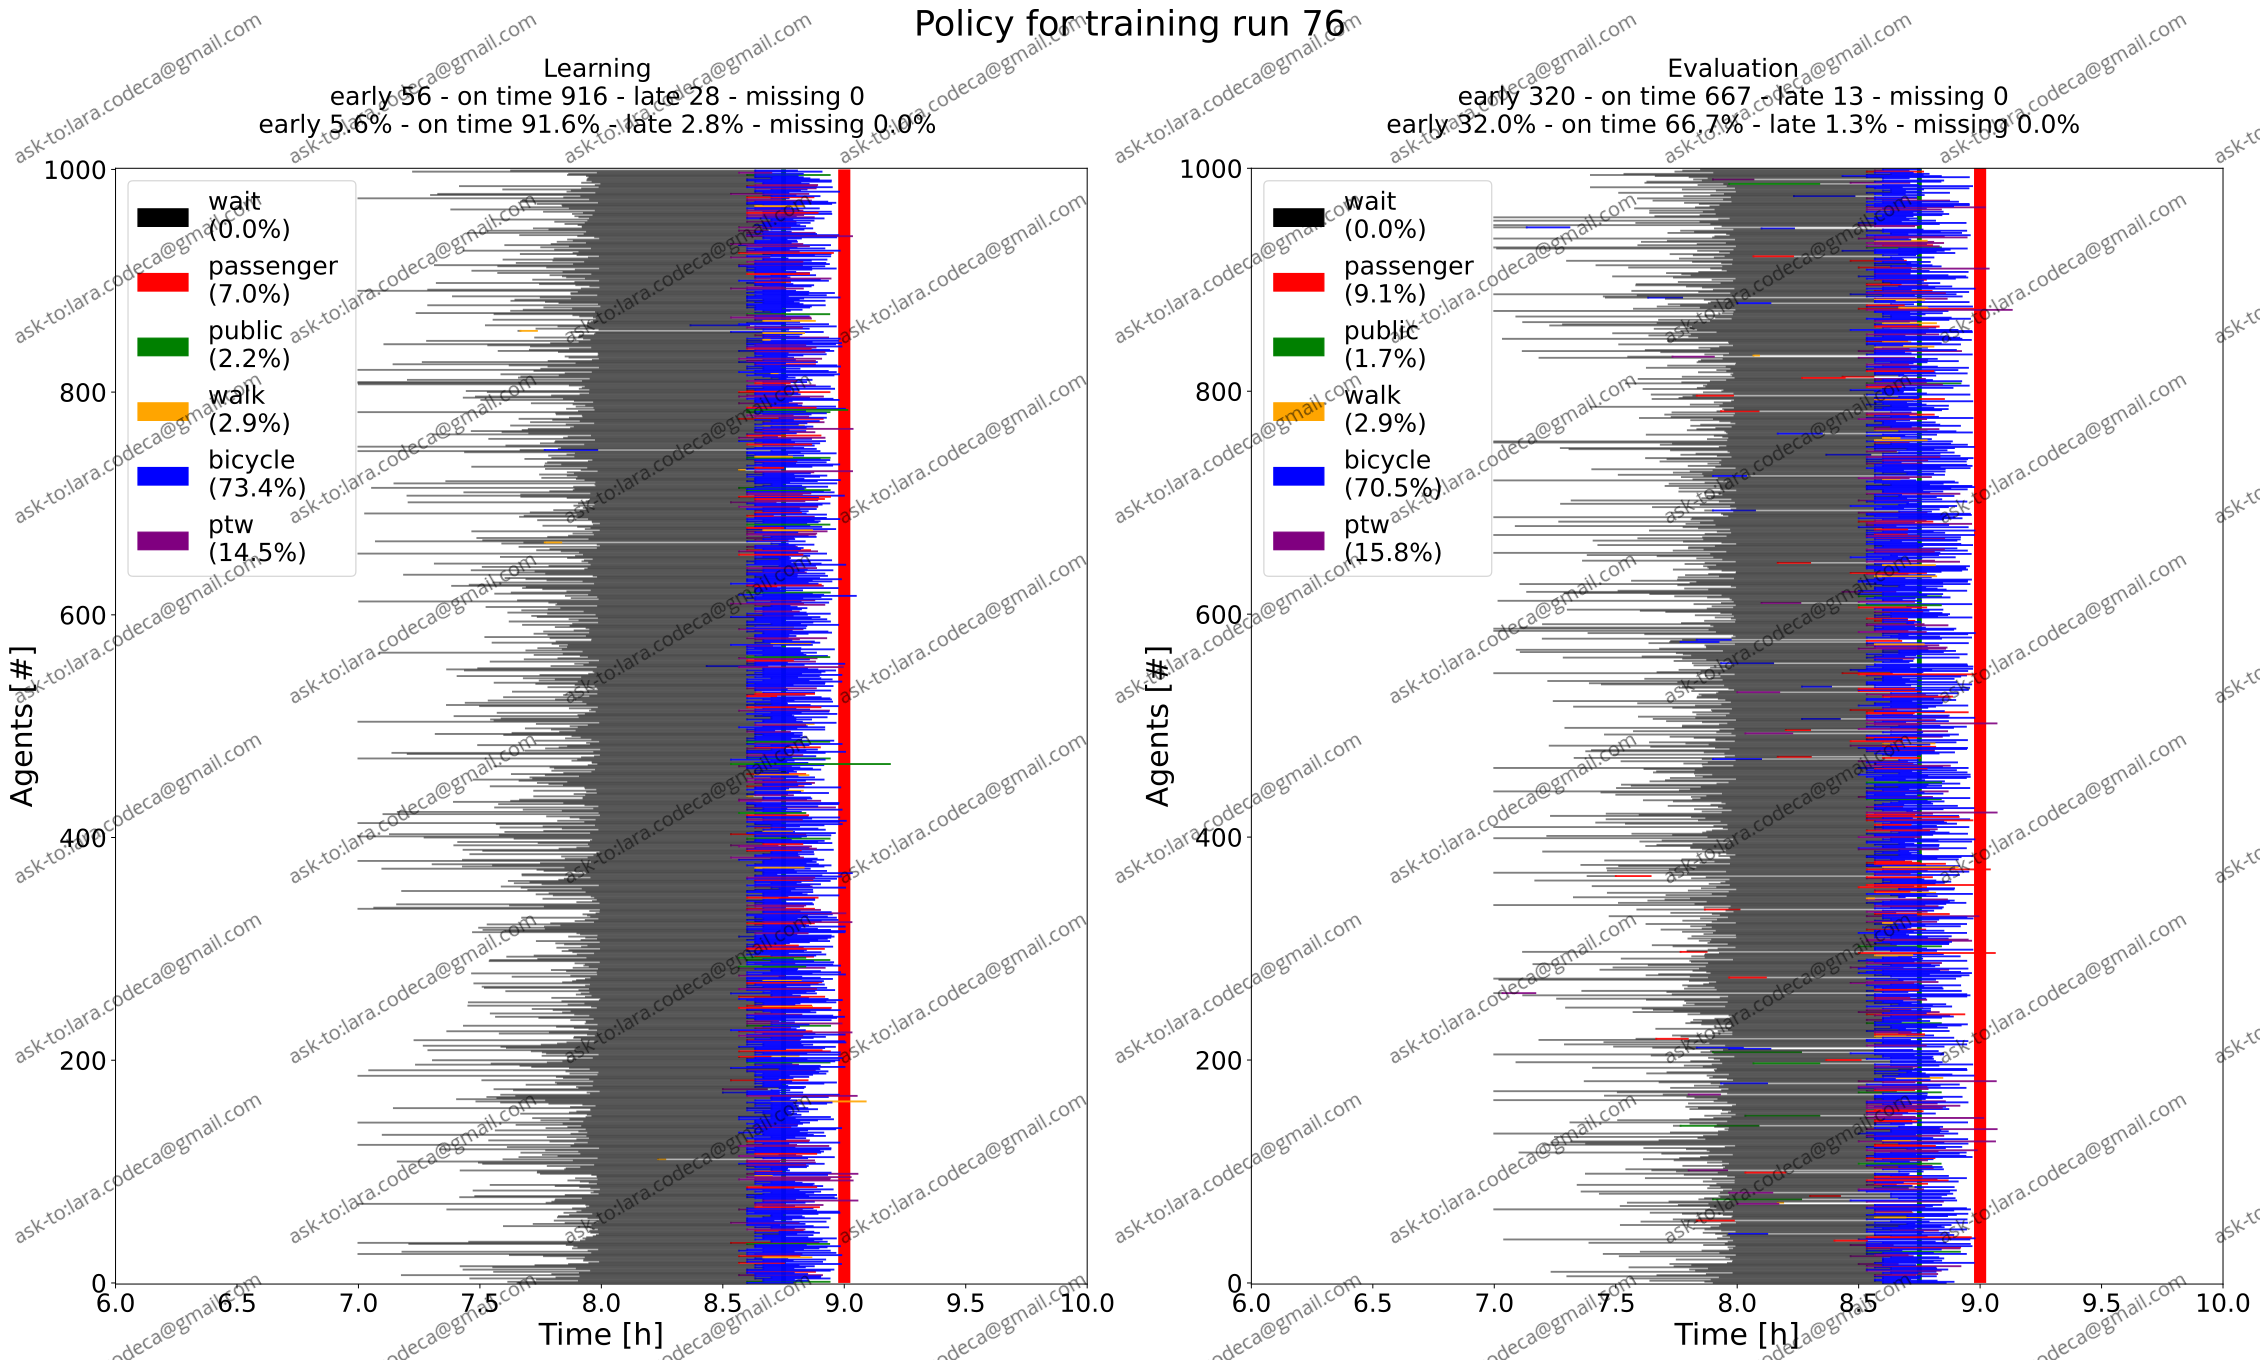 Policy for training run 76
Learning
early 56 - on time 916 - late 28 - missing 0
early 5.6% - on time 91.6% - late 2.8% - missing 0.0%
Evaluation
early 320 - on time 667 - late 13 - missing 0
early 32.0% - on time 66.7% - late 1.3% - missing 0.0%
Agents [#]
1000
800
600
400
200
0
wait
(0.0%)
passenger
(7.0%)
public
(2.2%)
walk
(2.9%)
bicycle
(73.4%)
ptw
(14.5%)
6.0 6.5 7.0 7.5 8.0 8.5 9.0 9.5 10.0
Time [h]
Agents [#]
1000
800
600
400
200
0
wait
(0.0%)
passenger
(9.1%)
public
(1.7%)
walk
(2.9%)
bicycle
(70.5%)
ptw
(15.8%)
6.0 6.5 7.0 7.5 8.0 8.5 9.0 9.5 10.0
Time [h]
ask-to:lara.codeca@gmail.com